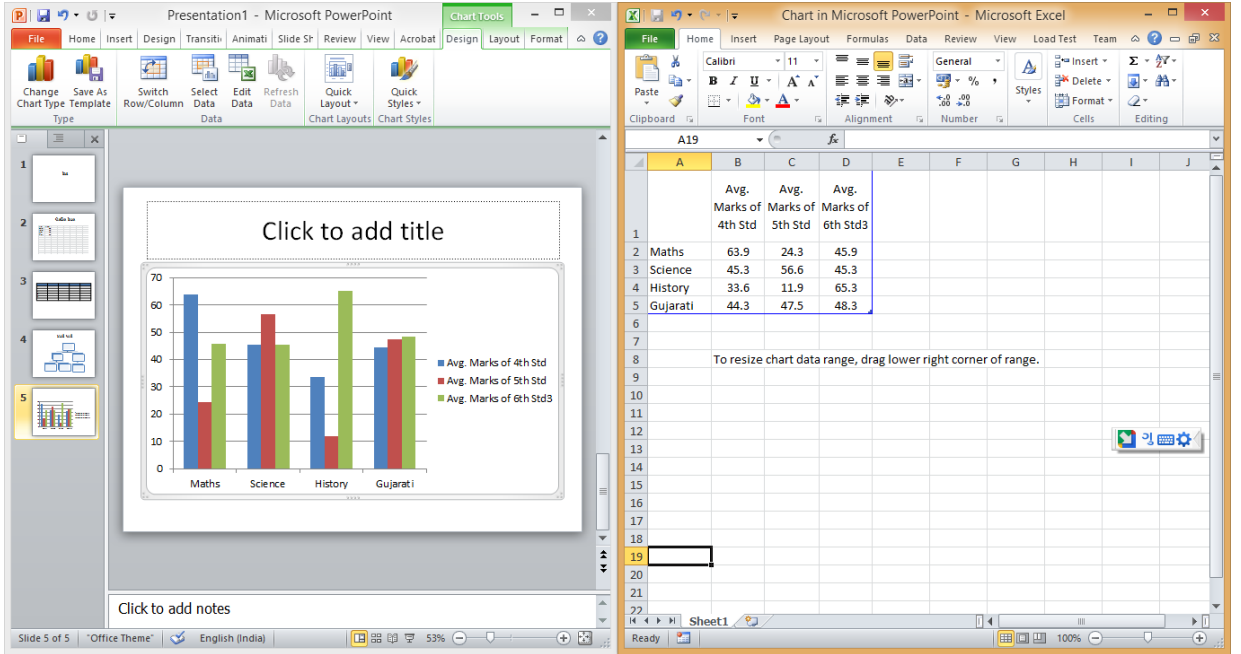 Presentation1 - Microsoft PowerPoint
Chart Tools
File Home Insert Design Transiti Animati Slide Sh Review View Acrobat Design Layout Format
Change Chart Type
Save As Template
Switch Row/Column
Select Data
Edit Data
Refresh Data
Quick Layout
Quick Styles
Type
Data
Chart Layouts
Chart Styles
1
2
3
4
5
Click to add title
70
60
50
40
30
20
10
0
Maths Science History Gujarati
Avg. Marks of 4th Std
Avg. Marks of 5th Std
Avg. Marks of 6th Std3
Click to add notes
Slide 5 of 5 "Office Theme" English (India) 53%
Chart in Microsoft PowerPoint - Microsoft Excel
File Home Insert Page Layout Formulas Data Review View Load Test Team
Paste
Calibri 11
B I U A A
A
General
% ,
.00 .0
Styles
Insert
Delete
Format
Σ
Clipboard Font Alignment Number Cells Editing
A19 fx
A B C D E F G H I J
Avg. Avg. Avg.
Marks of Marks of Marks of
1 4th Std 5th Std 6th Std3
2 Maths 63.9 24.3 45.9
3 Science 45.3 56.6 45.3
4 History 33.6 11.9 65.3
5 Gujarati 44.3 47.5 48.3
6
7
8 To resize chart data range, drag lower right corner of range.
9
10
11
12
13
14
15
16
17
18
19
20
21
22
Sheet1
Ready 100%